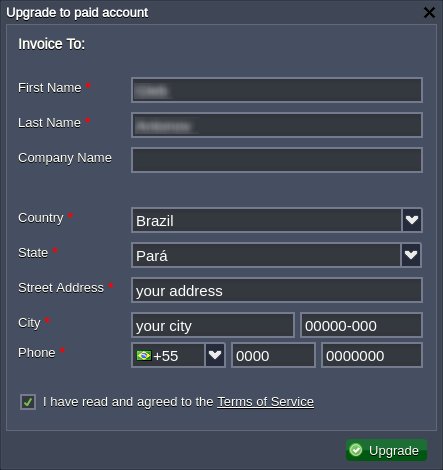 Upgrade to paid account
Invoice To:
First Name *
Last Name *
Company Name
Country * Brazil
State * Pará
Street Address * your address
City * your city 00000-000
Phone * +55 0000 0000000
I have read and agreed to the Terms of Service
Upgrade